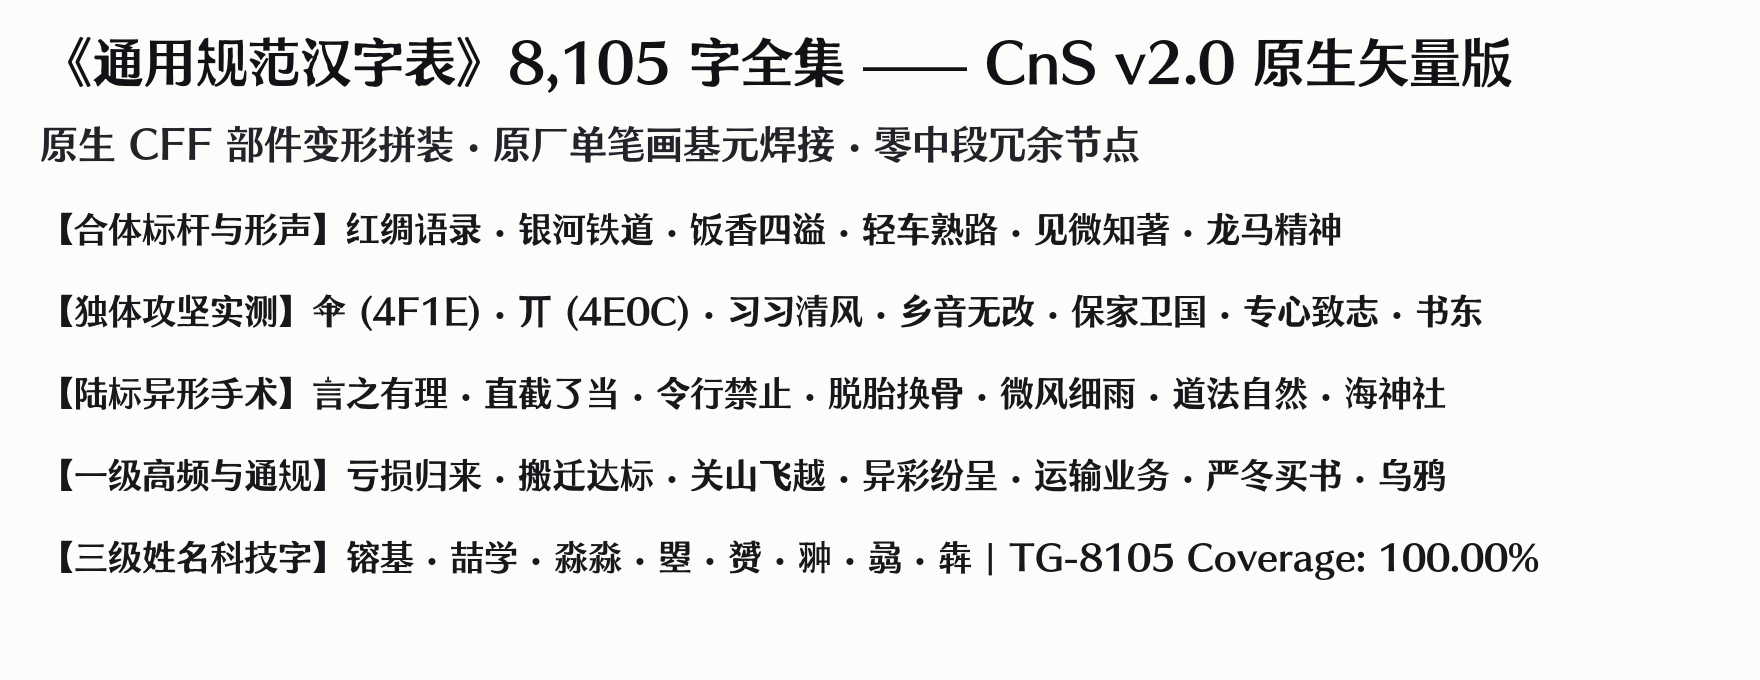 《通用规范汉字表》8,105 字全集 —— CnS v2.0 原生矢量版
原生 CFF 部件变形拼装 · 原厂单笔画基元焊接 · 零中段冗余节点
【合体标杆与形声】红绸语录 · 银河铁道 · 饭香四溢 · 轻车熟路 · 见微知著 · 龙马精神
【独体攻坚实测】伞 (4F1E) · 丌 (4E0C) · 习习清风 · 乡音无改 · 保家卫国 · 专心致志 · 书东
【陆标异形手术】言之有理 · 直截了当 · 令行禁止 · 脱胎换骨 · 微风细雨 · 道法自然 · 海神社
【一级高频与通规】亏损归来 · 搬迁达标 · 关山飞越 · 异彩纷呈 · 运输业务 · 严冬买书 · 乌鸦
【三级姓名科技字】镕基 · 喆学 · 淼淼 · 曌 · 赟 · 翀 · 骉 · 犇 | TG-8105 Coverage: 100.00%